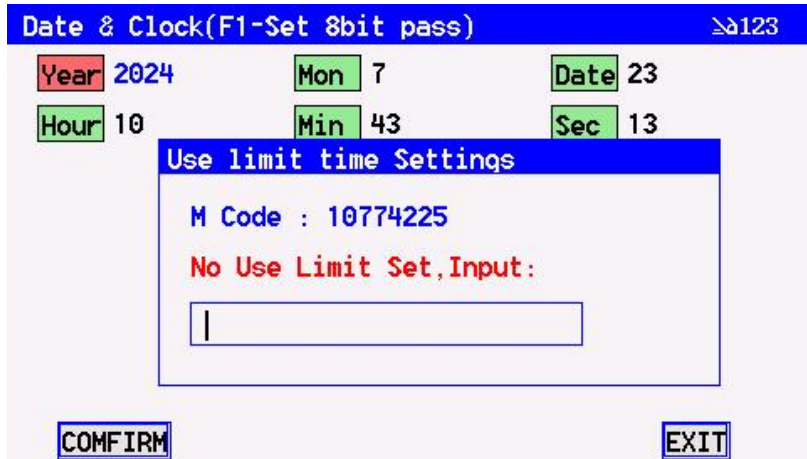 Date & Clock(F1-Set 8bit pass) 123
Year 2024 Mon 7 Date 23
Hour 10 Min 43 Sec 13
Use limit time Settings
M Code : 10774225
No Use Limit Set,Input:
COMFIRM EXIT